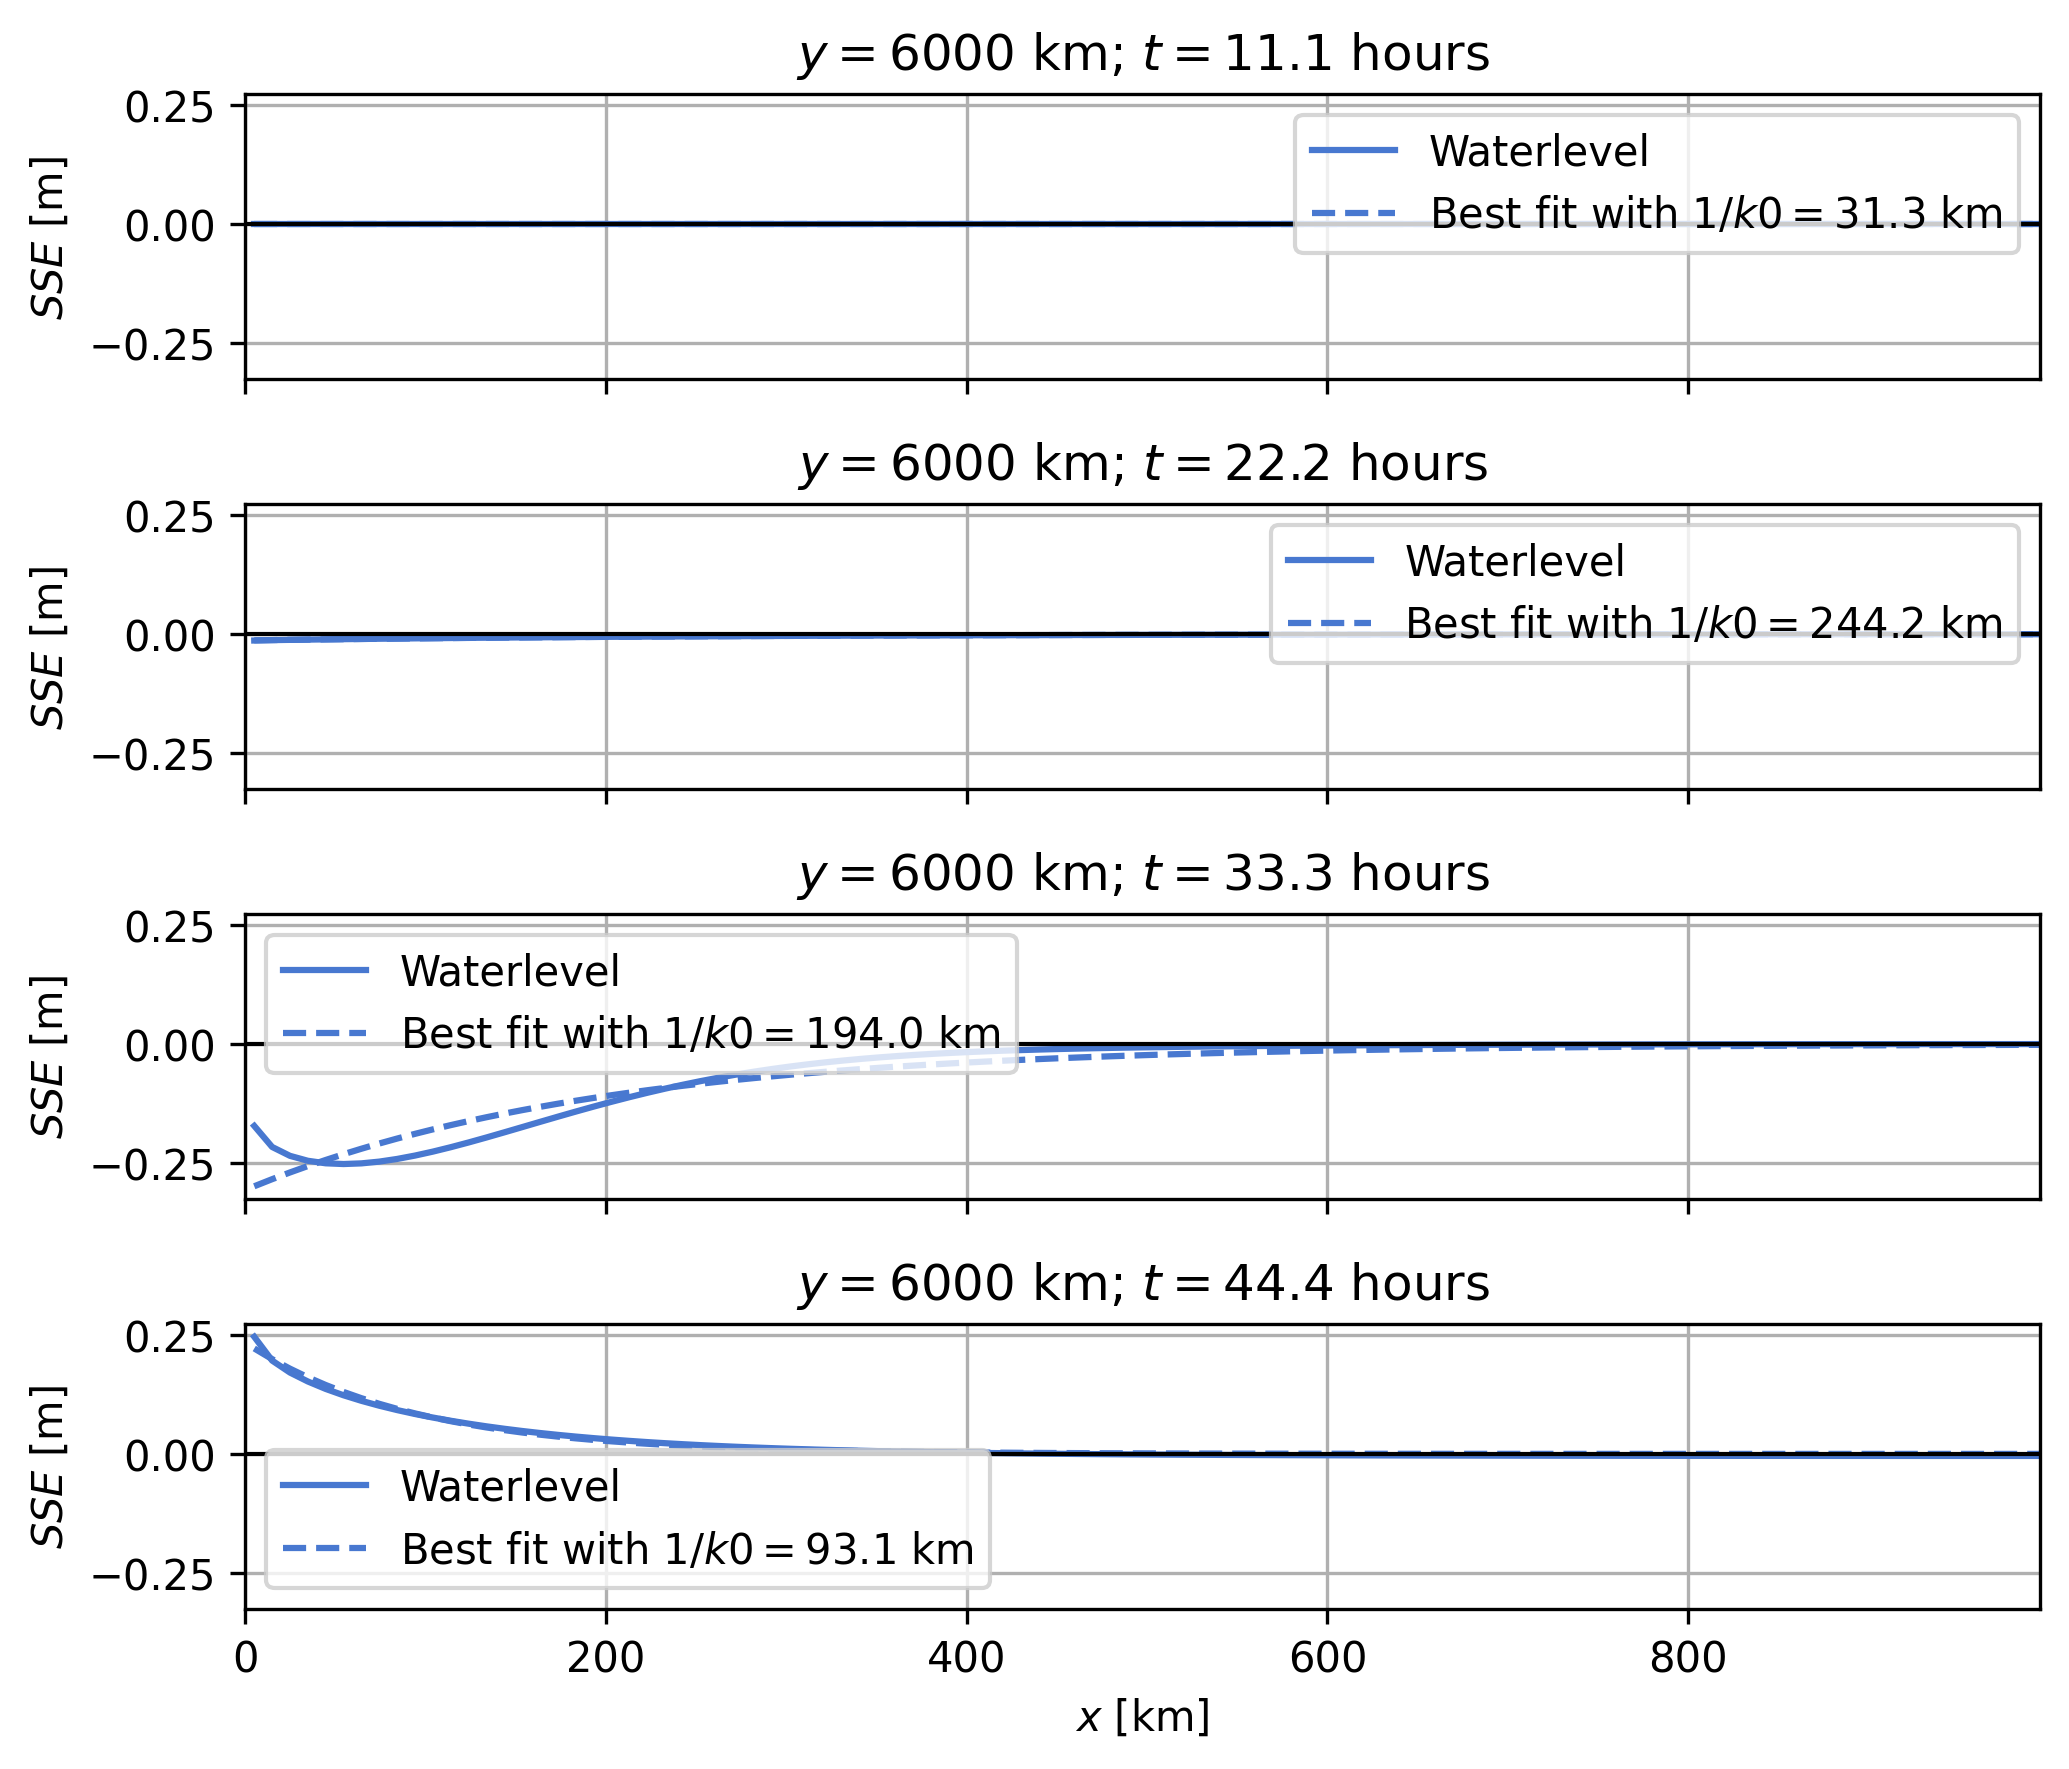 y = 6000 km; t = 11.1 hours
0.25
0.00
−0.25
SSE [m]
Waterlevel
Best fit with 1/k0 = 31.3 km
y = 6000 km; t = 22.2 hours
0.25
0.00
−0.25
SSE [m]
Waterlevel
Best fit with 1/k0 = 244.2 km
y = 6000 km; t = 33.3 hours
0.25
0.00
−0.25
SSE [m]
Waterlevel
Best fit with 1/k0 = 194.0 km
y = 6000 km; t = 44.4 hours
0.25
0.00
−0.25
SSE [m]
Waterlevel
Best fit with 1/k0 = 93.1 km
0 200 400 600 800
x [km]